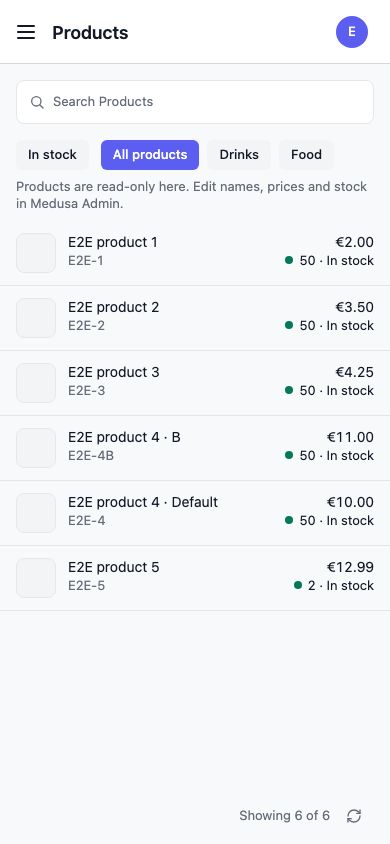 Products
E
Search Products
In stock
All products
Drinks
Food
Products are read-only here. Edit names, prices and stock
in Medusa Admin.
E2E product 1
€2.00
E2E-1
50 · In stock
E2E product 2
€3.50
E2E-2
50 · In stock
E2E product 3
€4.25
E2E-3
50 · In stock
E2E product 4 · B
€11.00
E2E-4B
50 · In stock
E2E product 4 · Default
€10.00
E2E-4
50 · In stock
E2E product 5
€12.99
E2E-5
2 · In stock
Showing 6 of 6